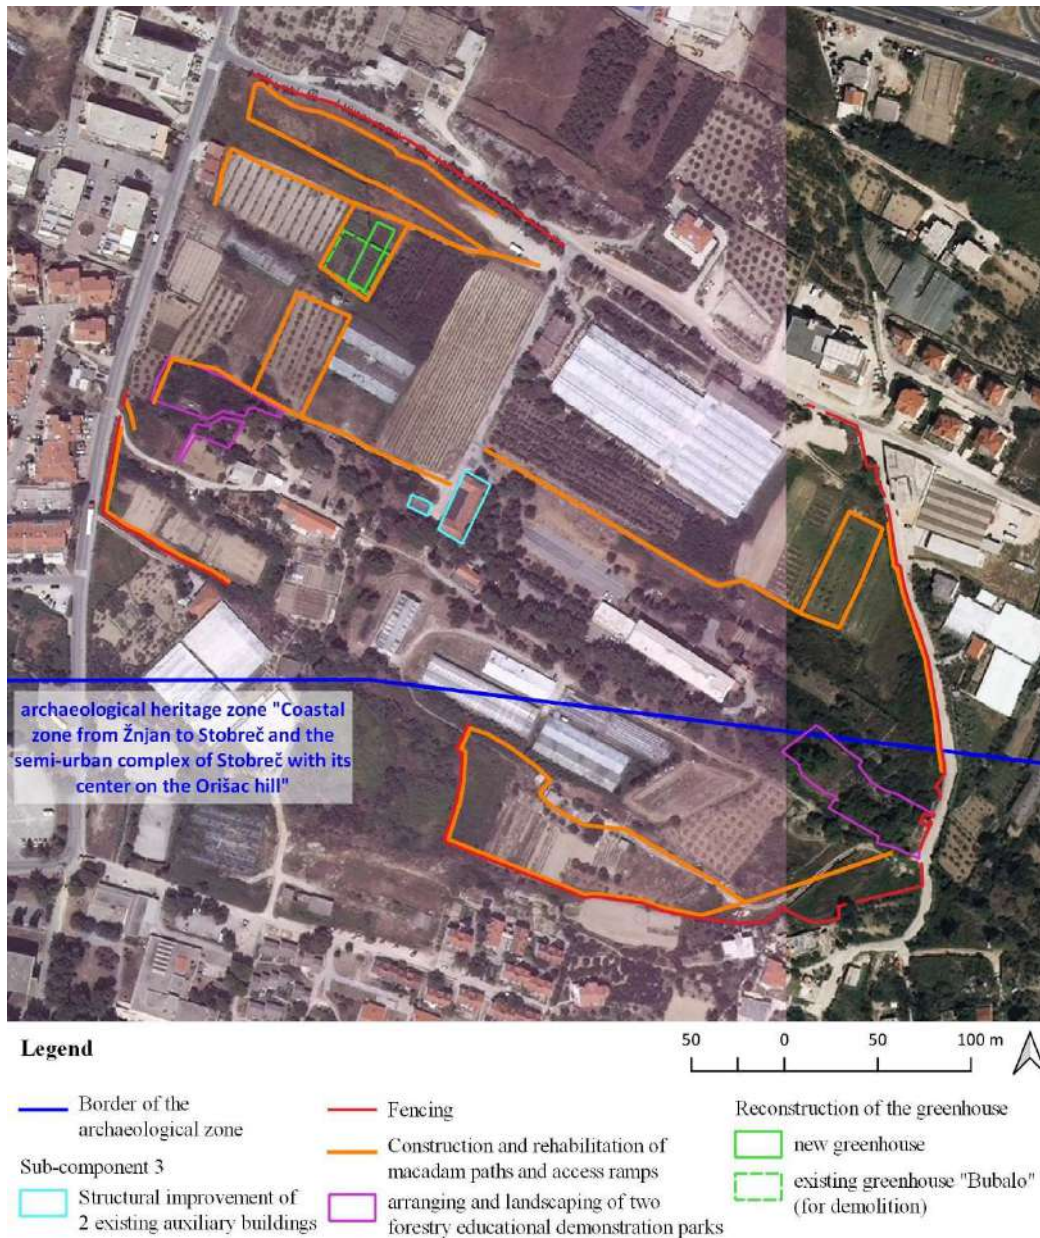 archaeological heritage zone "Coastal
zone from Žnjan to Stobreč and the
semi-urban complex of Stobreč with its
center on the Orišac hill"
Legend
50 0 50 100 m
Border of the
archaeological zone
Sub-component 3
Structural improvement of
2 existing auxiliary buildings
Fencing
Construction and rehabilitation of
macadam paths and access ramps
arranging and landscaping of two
forestry educational demonstration parks
Reconstruction of the greenhouse
new greenhouse
existing greenhouse "Bubalo"
(for demolition)